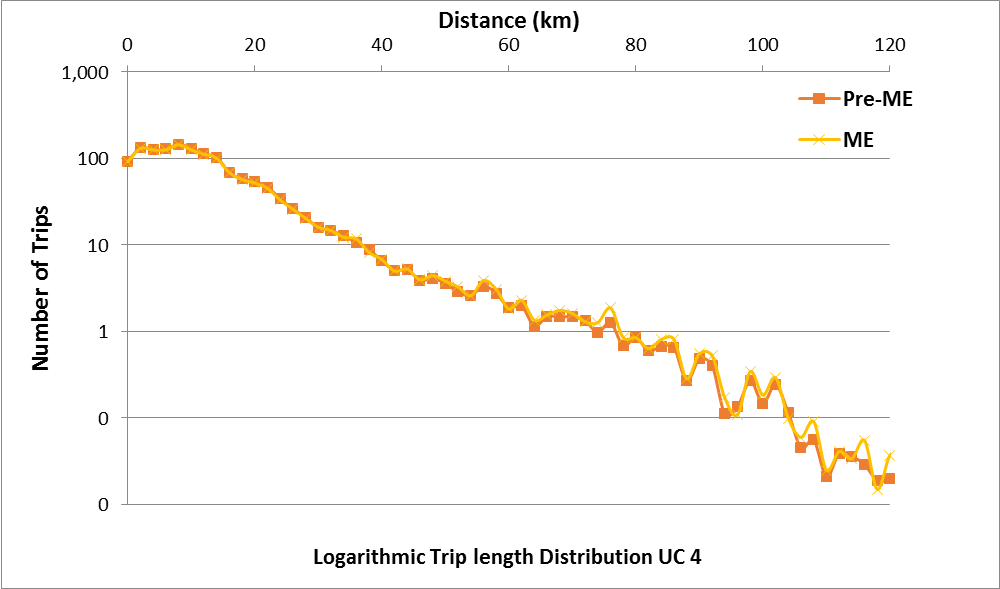 Distance (km)
0 20 40 60 80 100 120
1,000
100
10
1
0
0
Number of Trips
Pre-ME
ME
Logarithmic Trip length Distribution UC 4